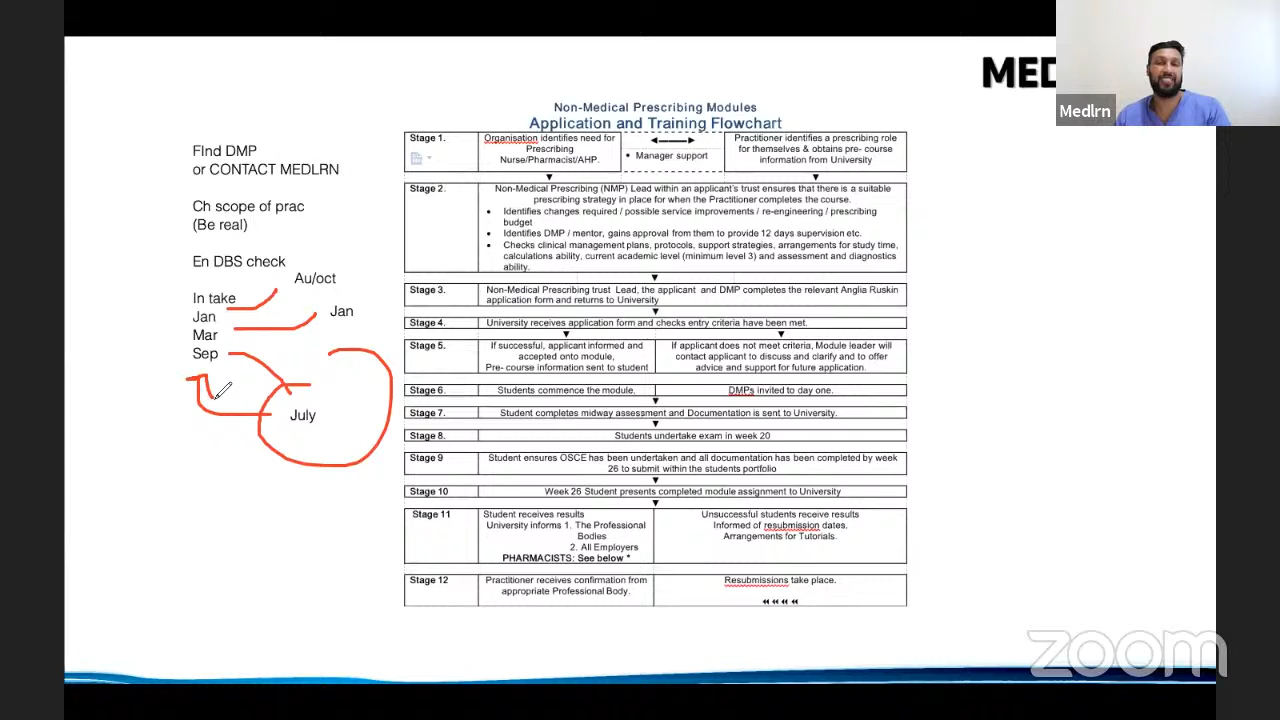 MED
Medlrn
Non-Medical Prescribing Modules
Application and Training Flowchart
FInd DMP
or CONTACT MEDLRN
Ch scope of prac
(Be real)
En DBS check
Au/oct
In take
Jan
Jan
Mar
Sep
July
Stage 1.
Organisation identifies need for
Prescribing
Nurse/Pharmacist/AHP.
• Manager support
Practitioner identifies a prescribing role
for themselves & obtains pre- course
information from University
Stage 2.
Non-Medical Prescribing (NMP) Lead within an applicant's trust ensures that there is a suitable
prescribing strategy in place for when the Practitioner completes the course.
• Identifies changes required / possible service improvements / re-engineering / prescribing
budget
• Identifies DMP / mentor, gains approval from them to provide 12 days supervision etc.
• Checks clinical management plans, protocols, support strategies, arrangements for study time,
calculations ability, current academic level (minimum level 3) and assessment and diagnostics
ability.
Stage 3.
Non-Medical Prescribing trust Lead, the applicant and DMP completes the relevant Anglia Ruskin
application form and returns to University
Stage 4.
University receives application form and checks entry criteria have been met.
Stage 5.
If successful, applicant informed and
accepted onto module,
Pre- course information sent to student
If applicant does not meet criteria, Module leader will
contact applicant to discuss and clarify and to offer
advice and support for future application.
Stage 6.
Students commence the module.
DMPs invited to day one.
Stage 7.
Student completes midway assessment and Documentation is sent to University.
Stage 8.
Students undertake exam in week 20
Stage 9
Student ensures OSCE has been undertaken and all documentation has been completed by week
26 to submit within the students portfolio
Stage 10
Week 26 Student presents completed module assignment to University
Stage 11
Student receives results
University informs 1. The Professional
Bodies
2. All Employers
PHARMACISTS: See below *
Unsuccessful students receive results
Informed of resubmission dates.
Arrangements for Tutorials.
Stage 12
Practitioner receives confirmation from
appropriate Professional Body.
Resubmissions take place.
zoom